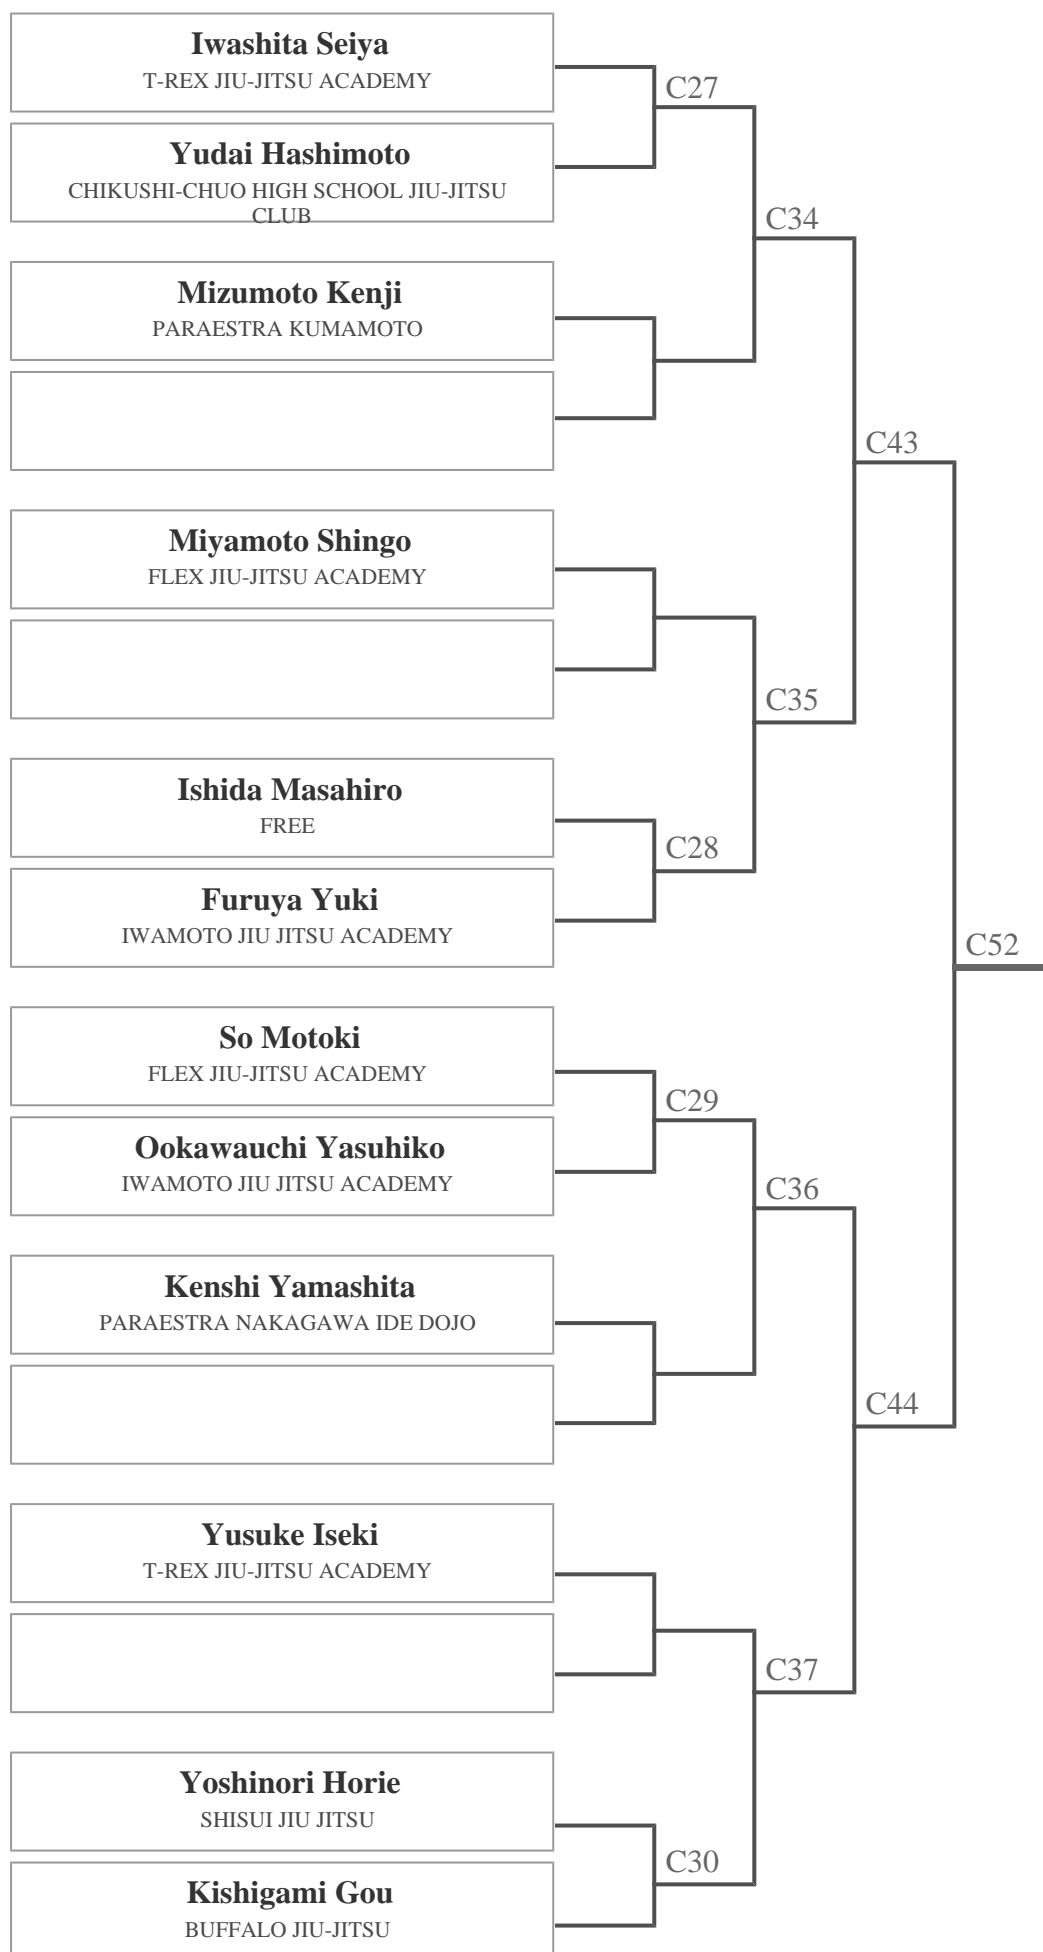 Iwashita Seiya
T-REX JIU-JITSU ACADEMY
C27
Yudai Hashimoto
CHIKUSHI-CHUO HIGH SCHOOL JIU-JITSU
CLUB
C34
Mizumoto Kenji
PARAESTRA KUMAMOTO
C43
Miyamoto Shingo
FLEX JIU-JITSU ACADEMY
C35
Ishida Masahiro
FREE
C28
Furuya Yuki
IWAMOTO JIU JITSU ACADEMY
C52
So Motoki
FLEX JIU-JITSU ACADEMY
C29
Ookawauchi Yasuhiko
IWAMOTO JIU JITSU ACADEMY
C36
Kenshi Yamashita
PARAESTRA NAKAGAWA IDE DOJO
C44
Yusuke Iseki
T-REX JIU-JITSU ACADEMY
C37
Yoshinori Horie
SHISUI JIU JITSU
C30
Kishigami Gou
BUFFALO JIU-JITSU